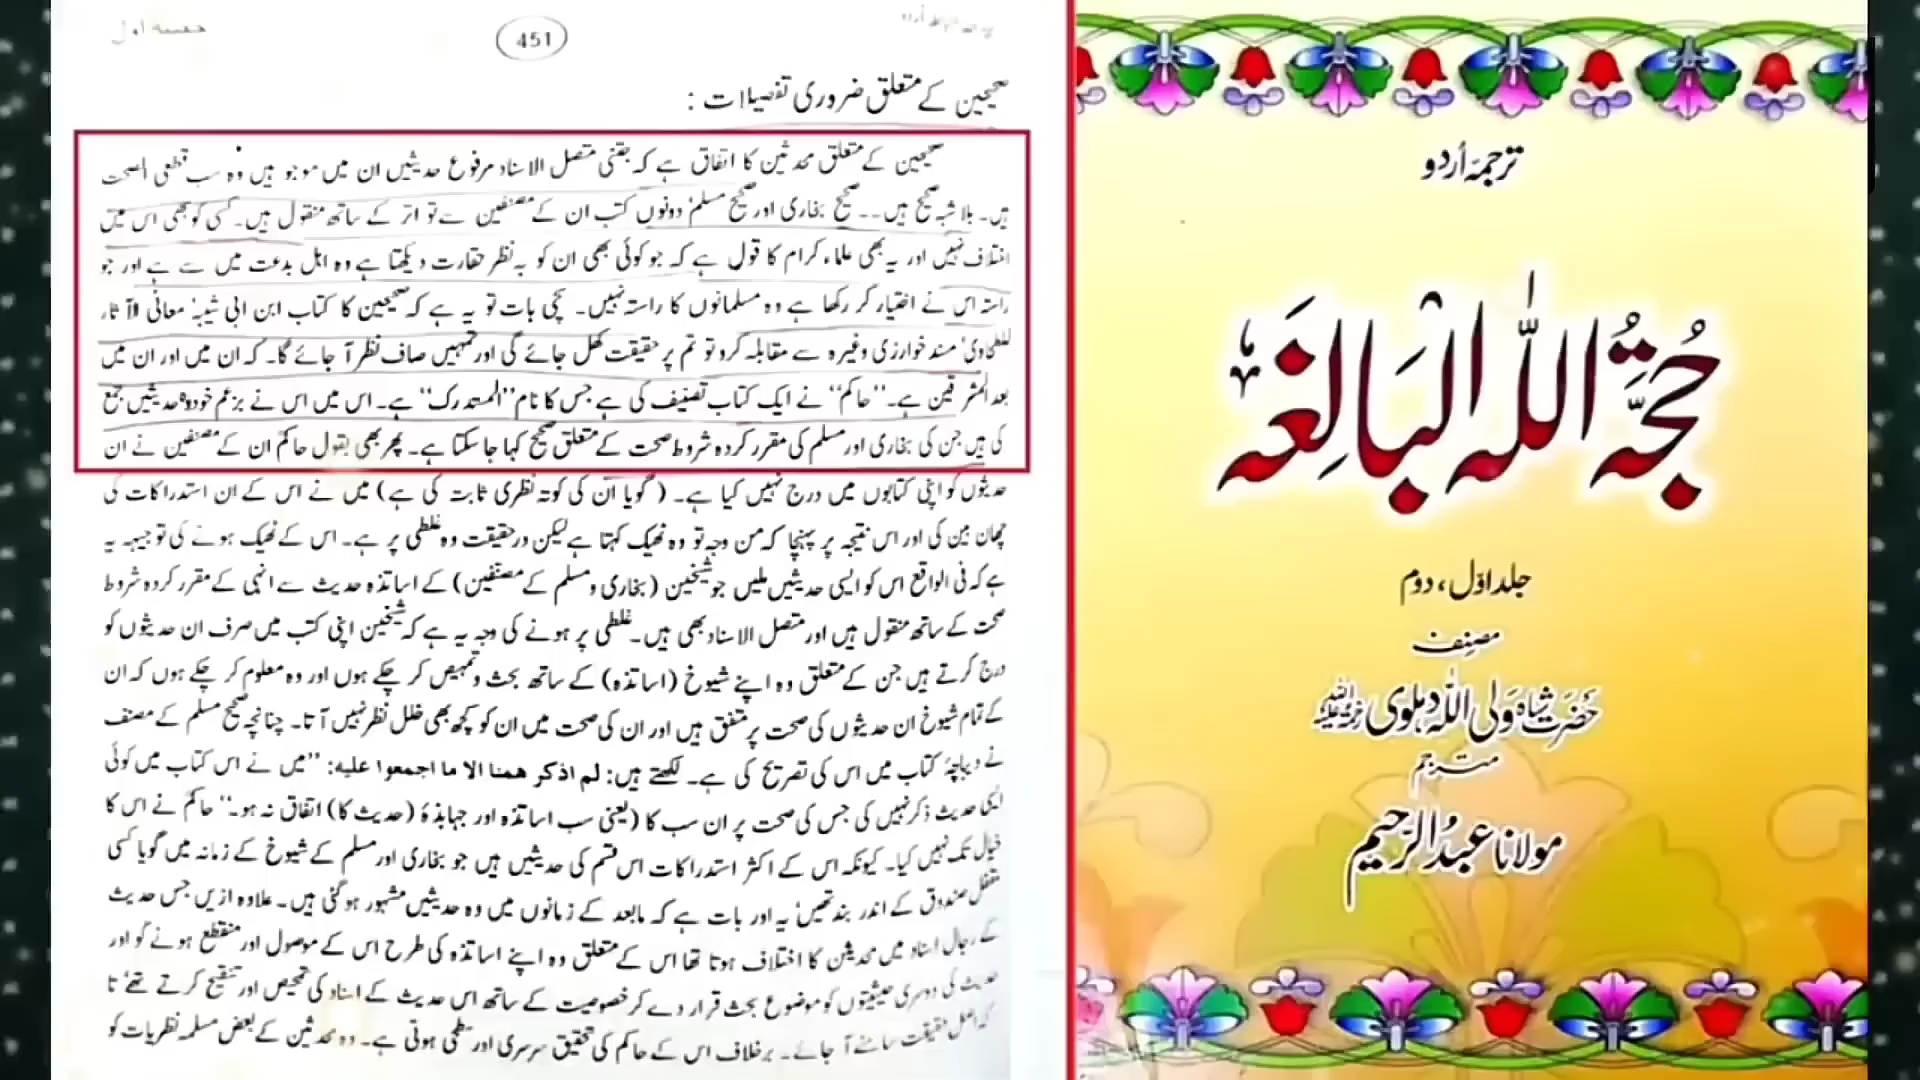 حصہ اول
451
صحیحین کے متعلق ضروری تفصیلات :
صحیحین کے متعلق محدثین کا اتفاق ہے کہ جتنی متصل الاسناد مرفوع حدیثیں ان میں موجو ہیں وہ سب قطعی الصحت
ہیں۔ بلا شبہ صحیح ہیں۔۔ صحیح بخاری اور صحیح مسلم دونوں کتب ان کے مصنفین سے تو اتر کے ساتھ منقول ہیں۔ کسی کو بھی اس میں
اختلاف نہیں اور یہ بھی علماء کرام کا قول ہے کہ جو کوئی بھی ان کو بہ نظر حقارت دیکھتا ہے وہ اہل بدعت میں سے ہے اور جو
راستہ اس نے اختیار کر رکھا ہے وہ مسلمانوں کا راستہ نہیں۔ سچی بات تو یہ ہے کہ صحیحین کا کتاب ابن ابی شیبہ' معانی الآثار
للطحاوی' مسند خوارزمی وغیرہ سے مقابلہ کرو تو تم پر حقیقت کھل جائے گی اور تمہیں صاف نظر آ جائے گا۔ کہ ان میں اور ان میں
بعد المشرقین ہے۔ ''حاکم'' نے ایک کتاب تصنیف کی ہے جس کا نام ''المستدرک'' ہے۔ اس میں اس نے بزعم خود وہ حدیثیں جمع
کی ہیں جن کی بخاری اور مسلم کی مقرر کردہ شروط صحت کے متعلق صحیح کہا جا سکتا ہے۔ پھر بھی بقول حاکم ان کے مصنفین نے ان
حدیثوں کو اپنی کتابوں میں درج نہیں کیا ہے۔ (گویا ان کی کوتہ نظری ثابت کی ہے) میں نے اس کے ان استدراکات کی
چھان بین کی اور اس نتیجہ پر پہنچا کہ من وجہ تو وہ ٹھیک کہتا ہے لیکن در حقیقت وہ غلطی پر ہے۔ اس کے ٹھیک ہونے کی توجیہہ یہ
ہے کہ فی الواقع اس کو ایسی حدیثیں ملیں جو شیخین (بخاری و مسلم کے مصنفین) کے اساتذہ حدیث سے انہی کے مقرر کردہ شروط
صحت کے ساتھ منقول ہیں اور متصل الاسناد بھی ہیں۔ غلطی پر ہونے کی وجہ یہ ہے کہ شیخین اپنی کتب میں صرف ان حدیثوں کو
درج کرتے ہیں جن کے متعلق وہ اپنے شیوخ (اساتذہ) کے ساتھ بحث و تمحیص کر چکے ہوں اور وہ معلوم کر چکے ہوں کہ ان
کے تمام شیوخ ان حدیثوں کی صحت پر متفق ہیں اور ان کی صحت میں ان کو کچھ بھی خلل نظر نہیں آتا۔ چنانچہ صحیح مسلم کے مصنف
نے دیباچۂ کتاب میں اس کی تصریح کی ہے۔ لکھتے ہیں: لم اذکر ھھنا الا ما اجمعوا علیه: ''میں نے اس کتاب میں کوئی
ایسی حدیث ذکر نہیں کی جس کی صحت پر ان سب کا (یعنی سب اساتذہ اور جہابذۂ (حدیث کا) اتفاق نہ ہو۔'' حاکم نے اس کا
خیال تک نہیں کیا۔ کیونکہ اس کے اکثر استدراکات اس قسم کی حدیثیں ہیں جو بخاری اور مسلم کے شیوخ کے زمانہ میں گویا کسی
مقفل صندوق کے اندر بند تھیں' یہ اور بات ہے کہ مابعد کے زمانوں میں وہ حدیثیں مشہور ہو گئی ہیں۔ علاوہ ازیں جس حدیث
کے رجال اسناد میں محدثین کا اختلاف ہوتا تھا اس کے متعلق وہ اپنے اساتذہ کی طرح اس کے موصول اور منقطع ہونے کو اور
حدیث کی دوسری حیثیتوں کو موضوع بحث قرار دے کر خصوصیت کے ساتھ اس حدیث کے اسناد کی تمحیص اور تنقیح کرتے تھے' تا
کہ اصل حقیقت سامنے آ جائے۔ برخلاف اس کے حاکم کی تحقیق سرسری اور سطحی ہوتی ہے۔ وہ محدثین کے بعض مسلمہ نظریات کو
ترجمۂ اُردو
حُجَّةُ اللّٰهِ الْبَالِغَه
جلد اوّل، دوم
مصنف
حضرت شاہ ولی اللہ دہلوی رحمۃ اللہ علیہ
مترجم
مولانا عبدُ الرَّحیم